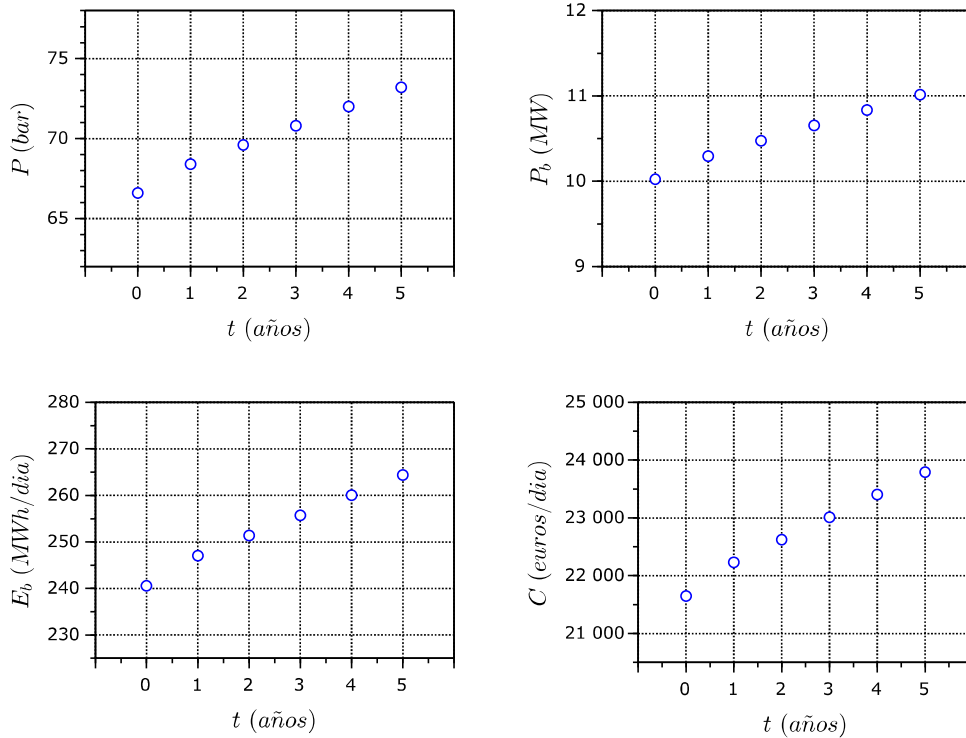 P (bar)
75
70
65
0 1 2 3 4 5
t (años)
P_b (MW)
12
11
10
9
0 1 2 3 4 5
t (años)
E_b (MWh/dia)
280
270
260
250
240
230
0 1 2 3 4 5
t (años)
C (euros/dia)
25 000
24 000
23 000
22 000
21 000
0 1 2 3 4 5
t (años)